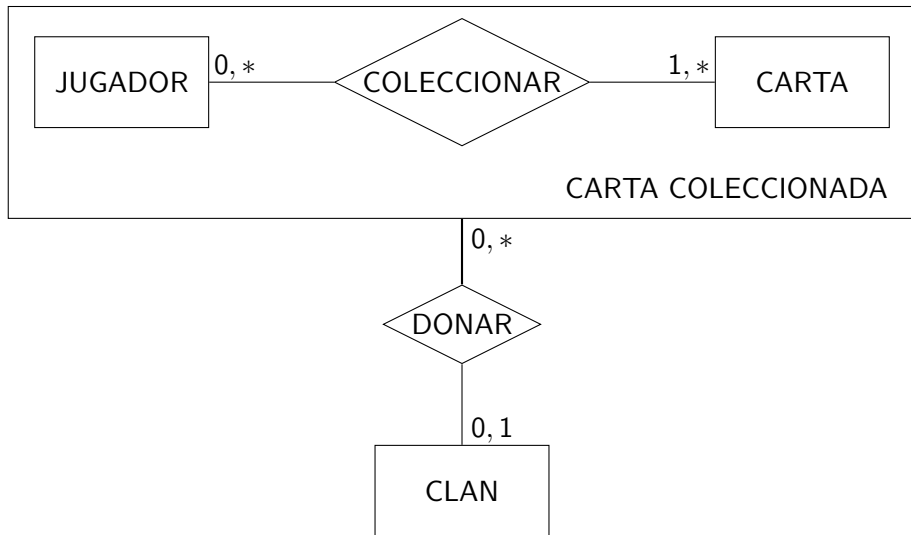 JUGADOR 0, ∗ COLECCIONAR 1, ∗ CARTA
CARTA COLECCIONADA
0, ∗
DONAR
0, 1
CLAN